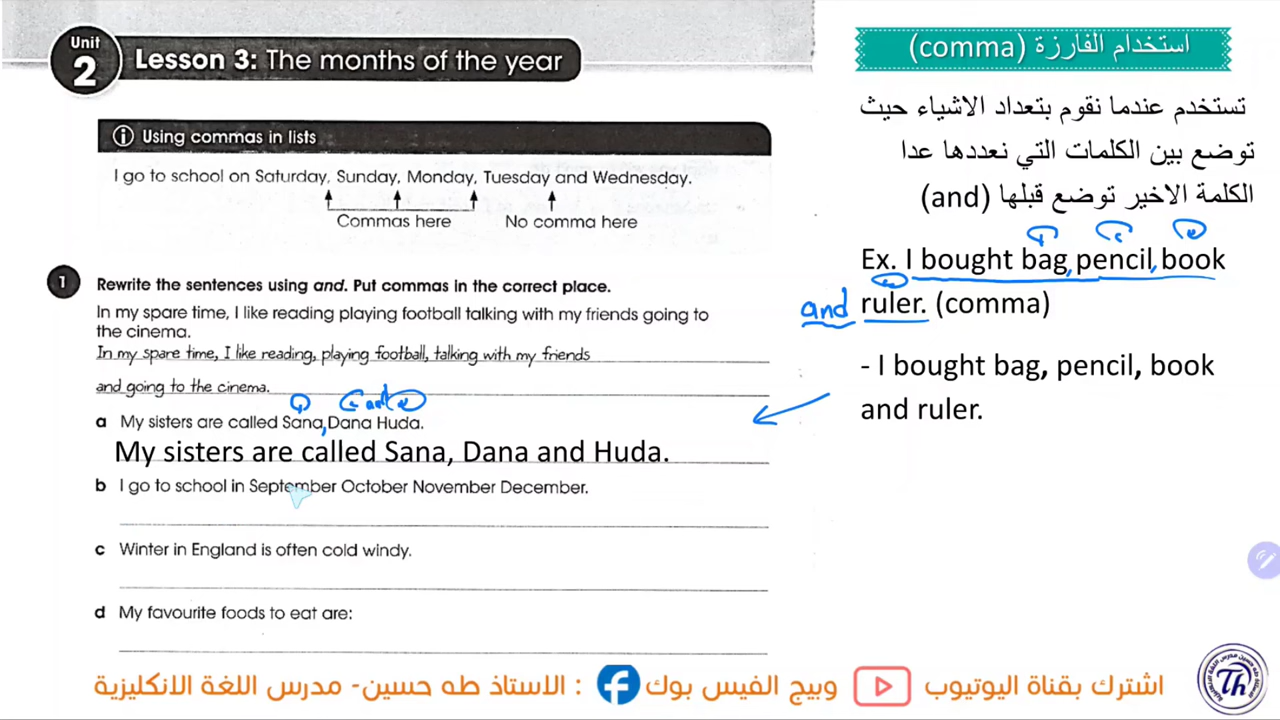 Unit
2
Lesson 3: The months of the year
Using commas in lists
I go to school on Saturday, Sunday, Monday, Tuesday and Wednesday.
Commas here
No comma here
1 Rewrite the sentences using and. Put commas in the correct place.
In my spare time, I like reading playing football talking with my friends going to
the cinema.
In my spare time, I like reading, playing football, talking with my friends
and going to the cinema.
and
a My sisters are called Sana, Dana Huda.
My sisters are called Sana, Dana and Huda.
b I go to school in September October November December.
c Winter in England is often cold windy.
d My favourite foods to eat are:
استخدام الفارزة (comma)
تستخدم عندما نقوم بتعداد الاشياء حيث
توضع بين الكلمات التي نعددها عدا
الكلمة الاخير توضع قبلها (and)
Ex. I bought bag, pencil, book
and ruler. (comma)
- I bought bag, pencil, book
and ruler.
اشترك بقناة اليوتيوب وبيج الفيس بوك : الاستاذ طه حسين- مدرس اللغة الانكليزية
Th